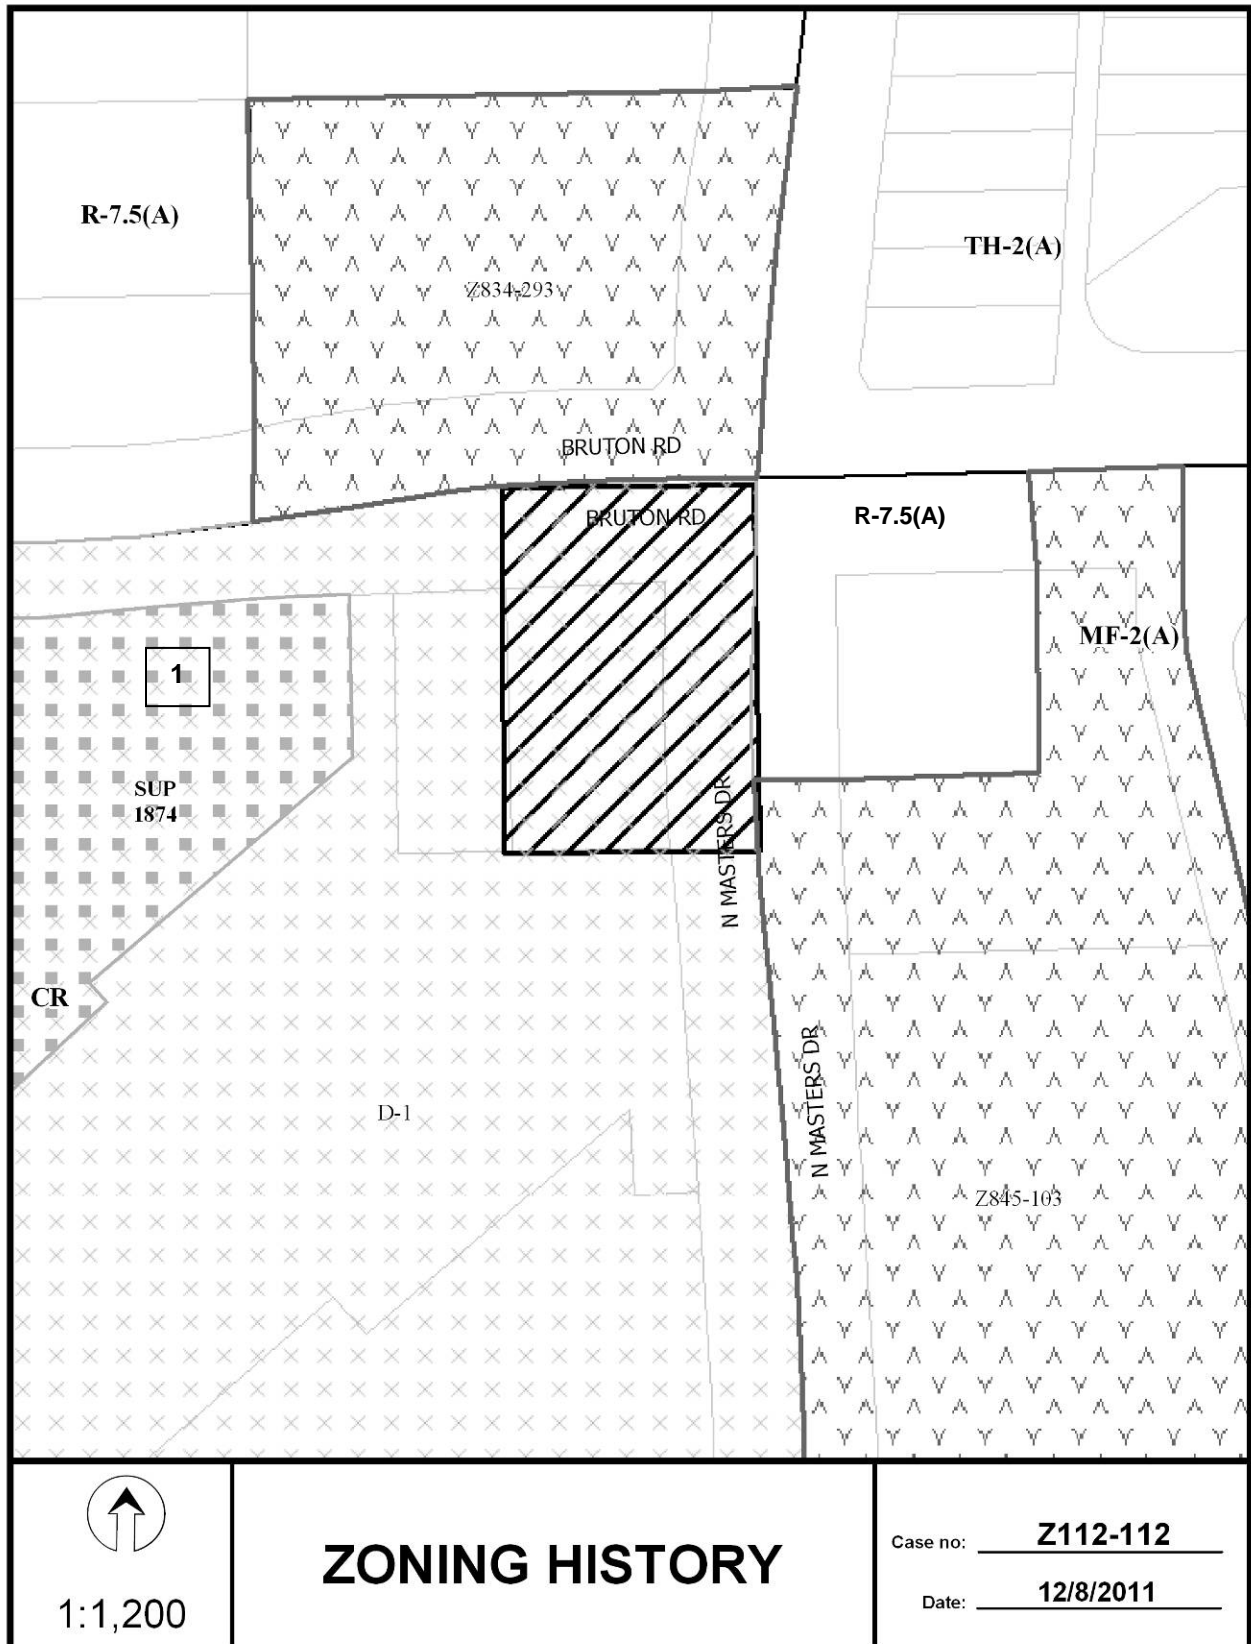 R-7.5(A)
TH-2(A)
Z834-293
BRUTON RD
BRUTON RD
R-7.5(A)
MF-2(A)
1
SUP
1874
N MASTERS DR
CR
N MASTERS DR
D-1
Z845-103
1:1,200
ZONING HISTORY
Case no: Z112-112
Date: 12/8/2011